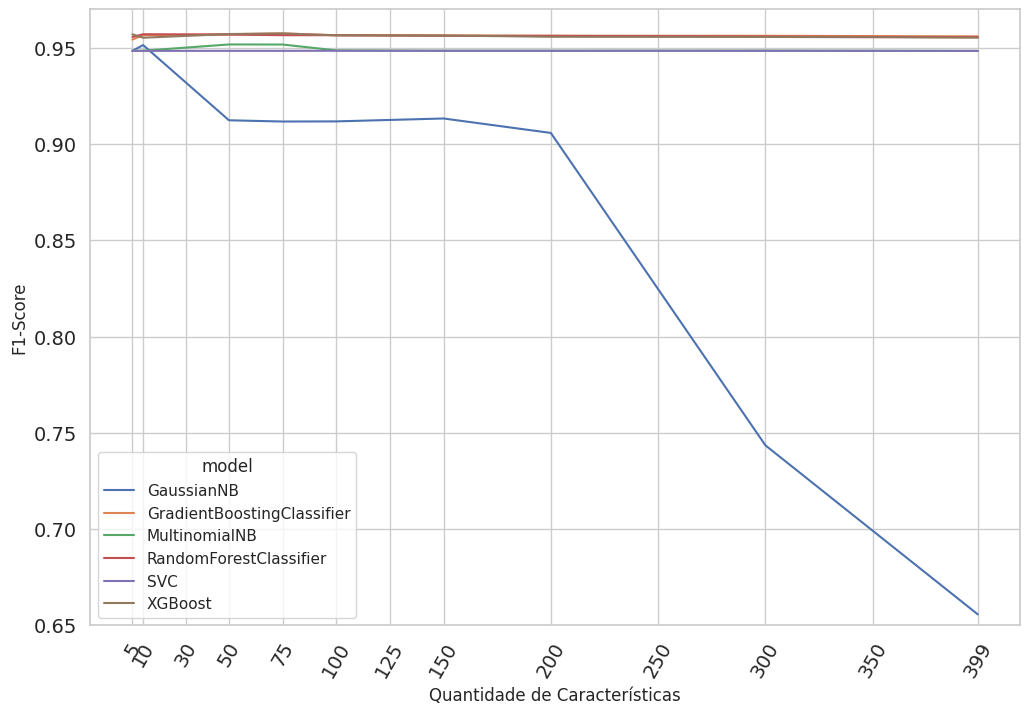 0.95
0.90
0.85
0.80
0.75
0.70
0.65
F1-Score
model
GaussianNB
GradientBoostingClassifier
MultinomialNB
RandomForestClassifier
SVC
XGBoost
5
10
30
50
75
100
125
150
200
250
300
350
399
Quantidade de Características